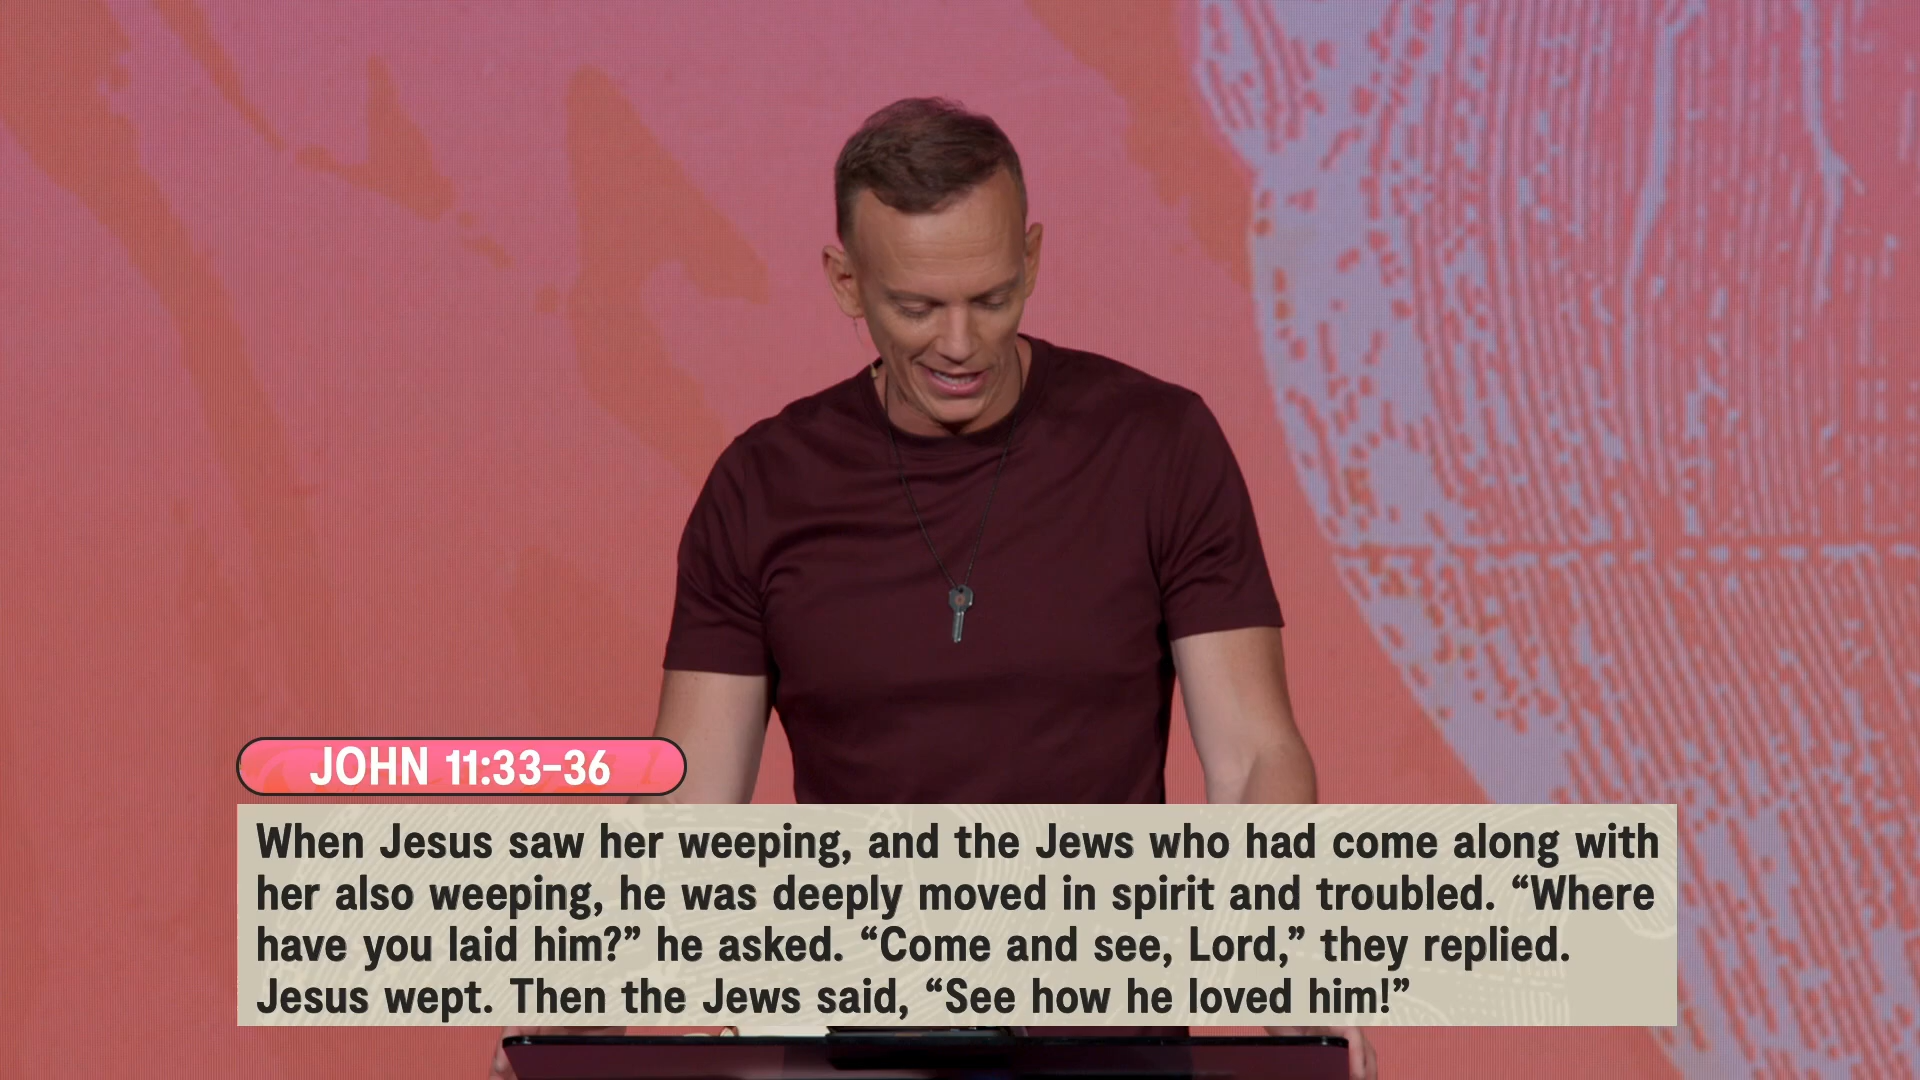 JOHN 11:33-36
When Jesus saw her weeping, and the Jews who had come along with
her also weeping, he was deeply moved in spirit and troubled. “Where
have you laid him?” he asked. “Come and see, Lord,” they replied.
Jesus wept. Then the Jews said, “See how he loved him!”